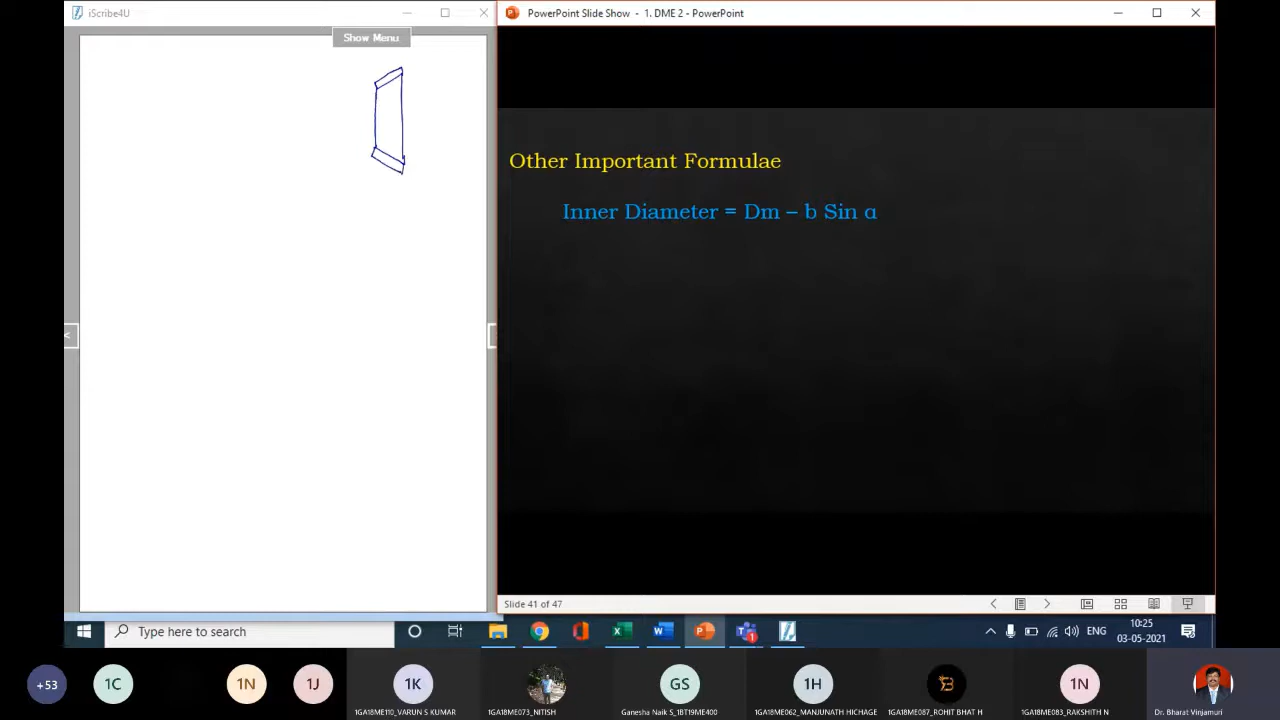 iScribe4U
Show Menu
PowerPoint Slide Show - 1. DME 2 - PowerPoint
Other Important Formulae
Inner Diameter = Dm – b Sin α
Slide 41 of 47
Type here to search
ENG
10:25
03-05-2021
+53
1C
1N
1J
1K
1GA18ME110_VARUN S KUMAR
1GA18ME073_NITISH
GS
Ganesha Naik S_1BT19ME400
1H
1GA18ME062_MANJUNATH HICHAGE
1GA18ME087_ROHIT BHAT H
1N
1GA18ME083_RAKSHITH N
Dr. Bharat Vinjamuri